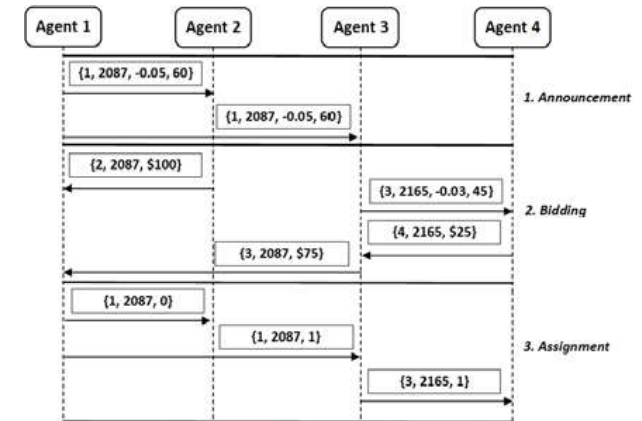 Agent 1
Agent 2
Agent 3
Agent 4
{1, 2087, -0.05, 60}
{1, 2087, -0.05, 60}
1. Announcement
{2, 2087, $100}
{3, 2165, -0.03, 45}
2. Bidding
{4, 2165, $25}
{3, 2087, $75}
{1, 2087, 0}
{1, 2087, 1}
3. Assignment
{3, 2165, 1}